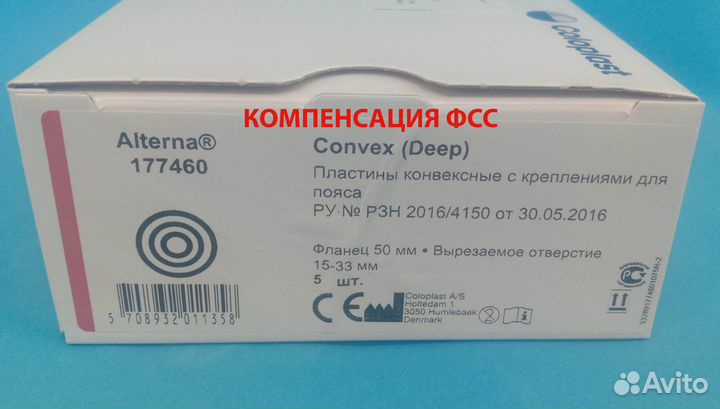 Coloplast
КОМПЕНСАЦИЯ ФСС
Alterna®
177460
Convex (Deep)
Пластины конвексные с креплениями для
пояса
РУ № РЗН 2016/4150 от 30.05.2016
Фланец 50 мм • Вырезаемое отверстие
15-33 мм
5 шт.
CE
Coloplast A/S
Holtedam 1
3050 Humlebaek
Denmark
5 708932 011358
Avito